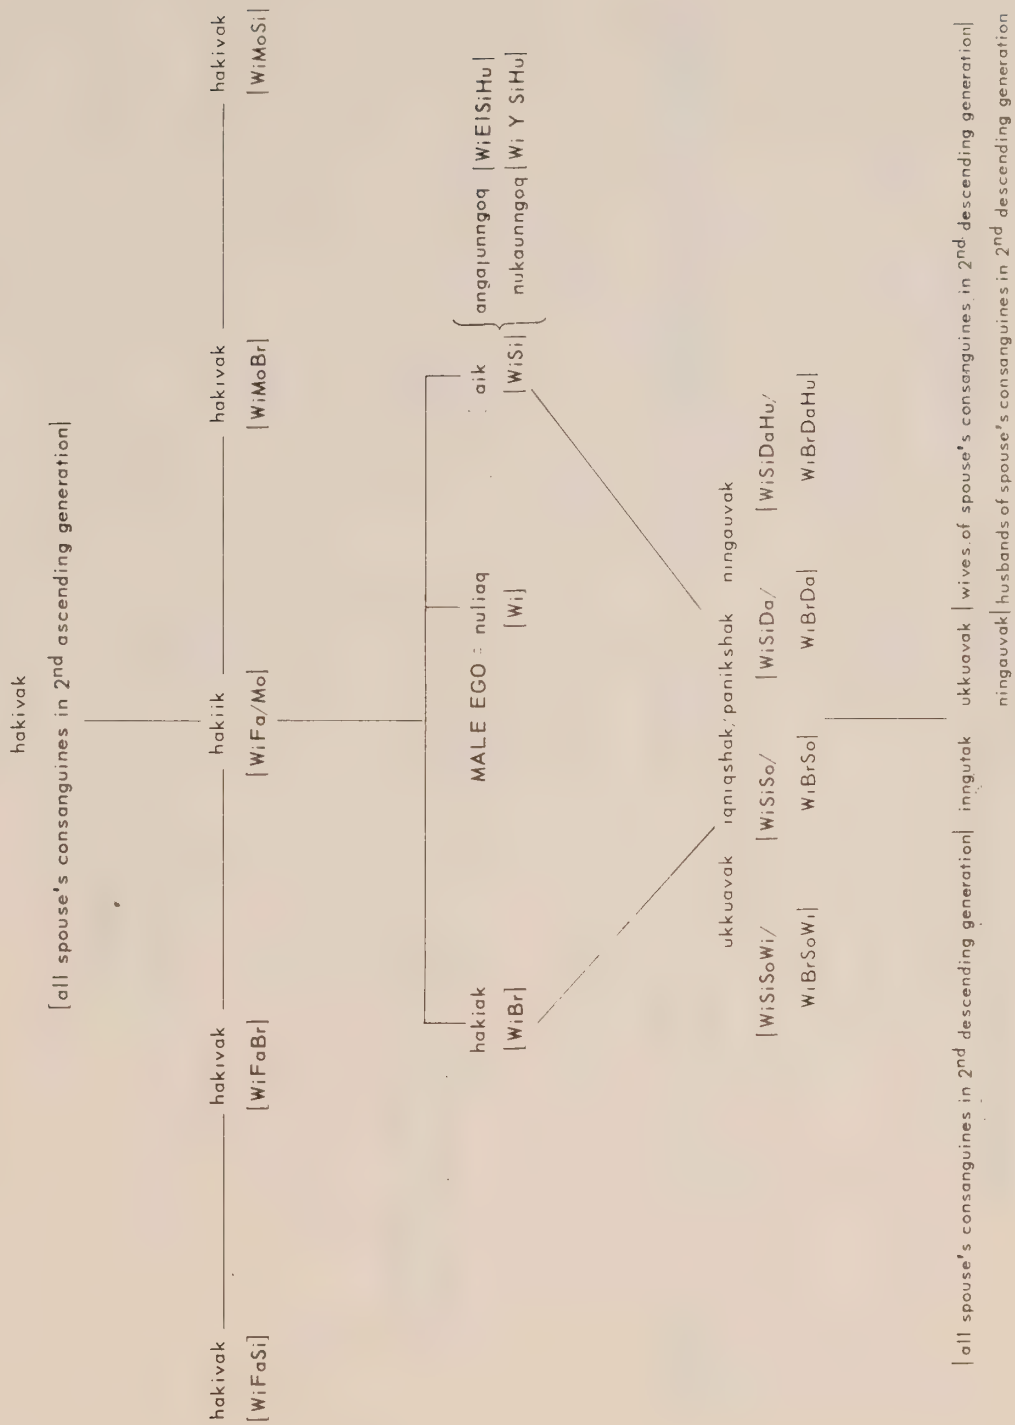 hakivak
[all spouse's consanguines in 2nd ascending generation]
hakivak hakivak hakiik hakivak hakivak
[WiFaSi] [WiFaBr] [WiFa/Mo] [WiMoBr] [WiMoSi]
MALE EGO = nuliaq
[Wi]
hakiak aik angajunngoq [WiElSiHu]
[WiBr] [WiSi] nukaunngoq [Wi Y SiHu]
ukkuavak iqniqshak/panikshak ningauvak
[WiSiSoWi/ [WiSiSo/ [WiSiDa/ [WiSiDaHu/
WiBrSoWi] WiBrSo] WiBrDa] WiBrDaHu]
[all spouse's consanguines in 2nd descending generation] inngutak ukkuavak [wives of spouse's consanguines in 2nd descending generation]
ningauvak [husbands of spouse's consanguines in 2nd descending generation